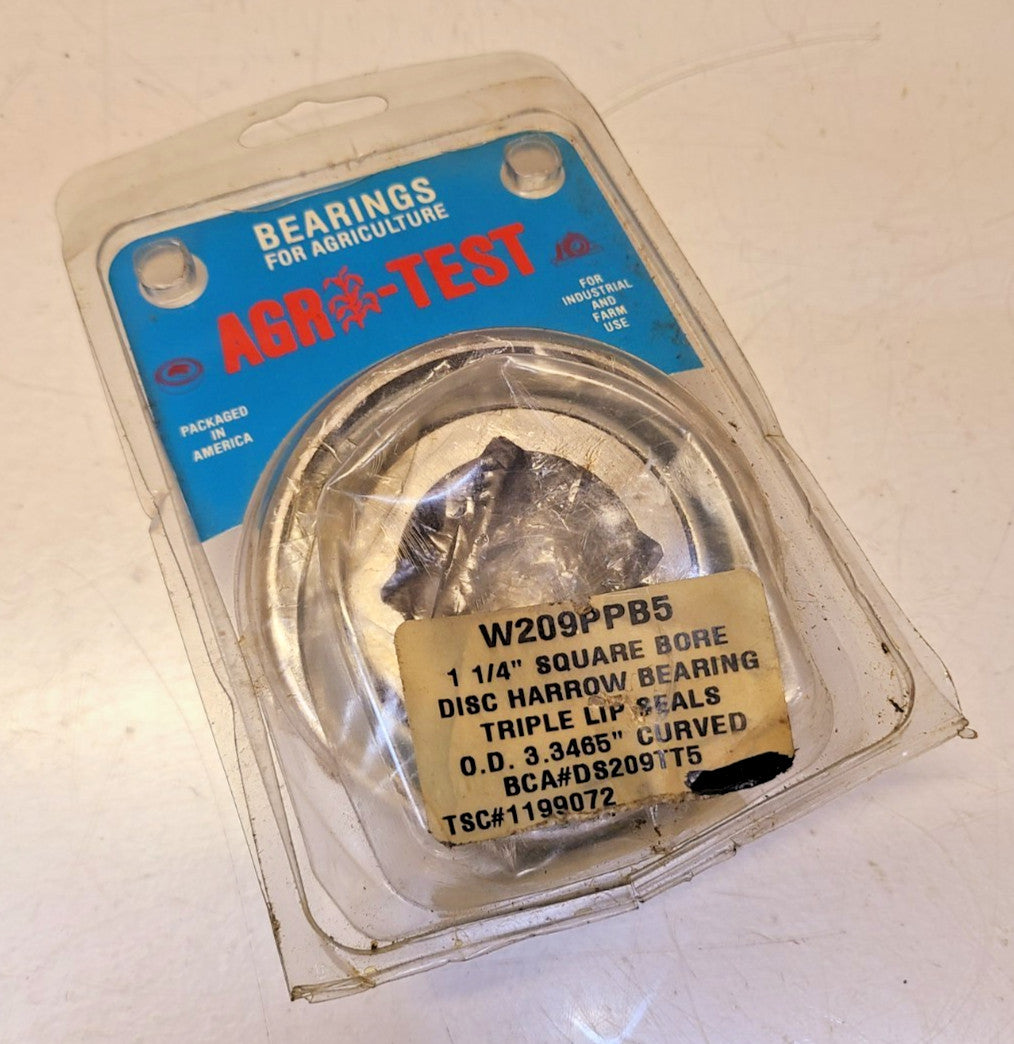 BEARINGS
FOR AGRICULTURE
AGRO-TEST
FOR
INDUSTRIAL
AND
FARM
USE
PACKAGED
IN
AMERICA
W209PPB5
1 1/4" SQUARE BORE
DISC HARROW BEARING
TRIPLE LIP SEALS
O.D. 3.3465" CURVED
BCA#DS209TT5
TSC#1199072